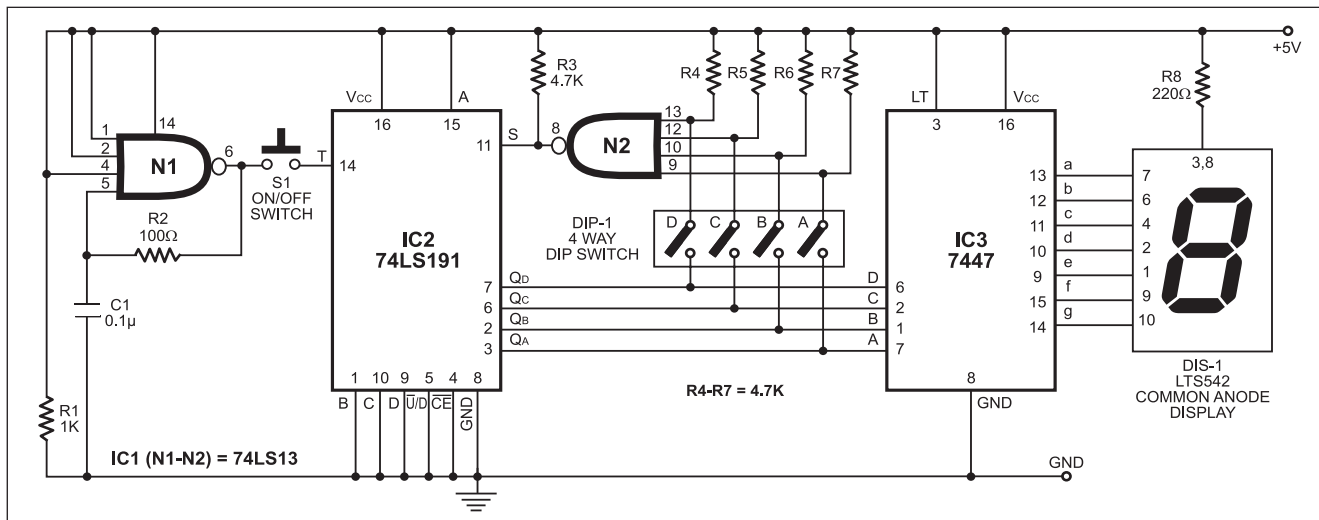 +5V
R3
4.7K
R4
R5
R6
R7
R8
220Ω
VCC
A
LT
VCC
16
15
3
16
1
2
4
5
14
N1
6
T
14
S1
ON/OFF
SWITCH
R2
100Ω
C1
0.1µ
R1
1K
IC2
74LS191
11
S
8
N2
13
12
10
9
DIP-1
4 WAY
DIP SWITCH
D
C
B
A
7
QD
D
6
6
QC
C
2
2
QB
B
1
3
QA
A
7
1
10
9
5
4
8
B
C
D
U/D
CE
GND
R4-R7 = 4.7K
IC3
7447
8
GND
13
a
7
12
b
6
11
c
4
10
d
2
9
e
1
15
f
9
14
g
10
3,8
DIS-1
LTS542
COMMON ANODE
DISPLAY
IC1 (N1-N2) = 74LS13
GND